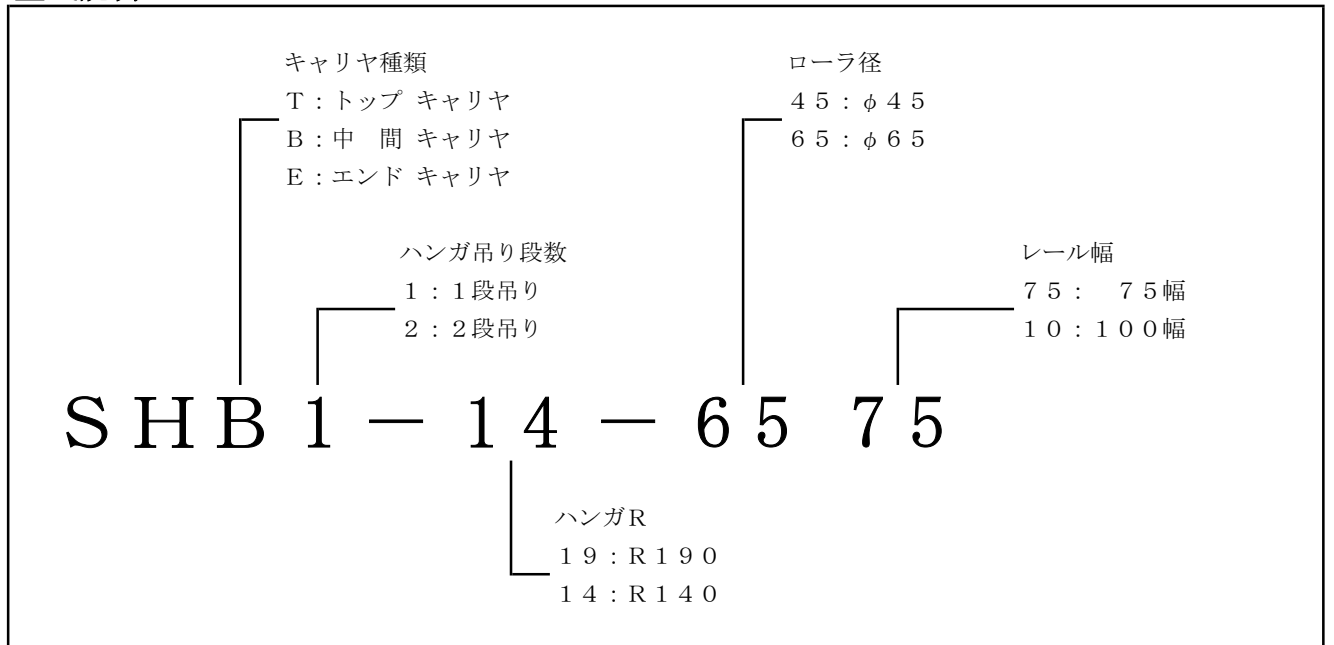 キャリヤ種類
T：トップ キャリヤ
B：中　間 キャリヤ
E：エンド キャリヤ
ローラ径
４５：φ４５
６５：φ６５
ハンガ吊り段数
１：１段吊り
２：２段吊り
レール幅
７５：　７５幅
１０：１００幅
ＳＨＢ１－１４－６５７５
ハンガＲ
１９：Ｒ１９０
１４：Ｒ１４０